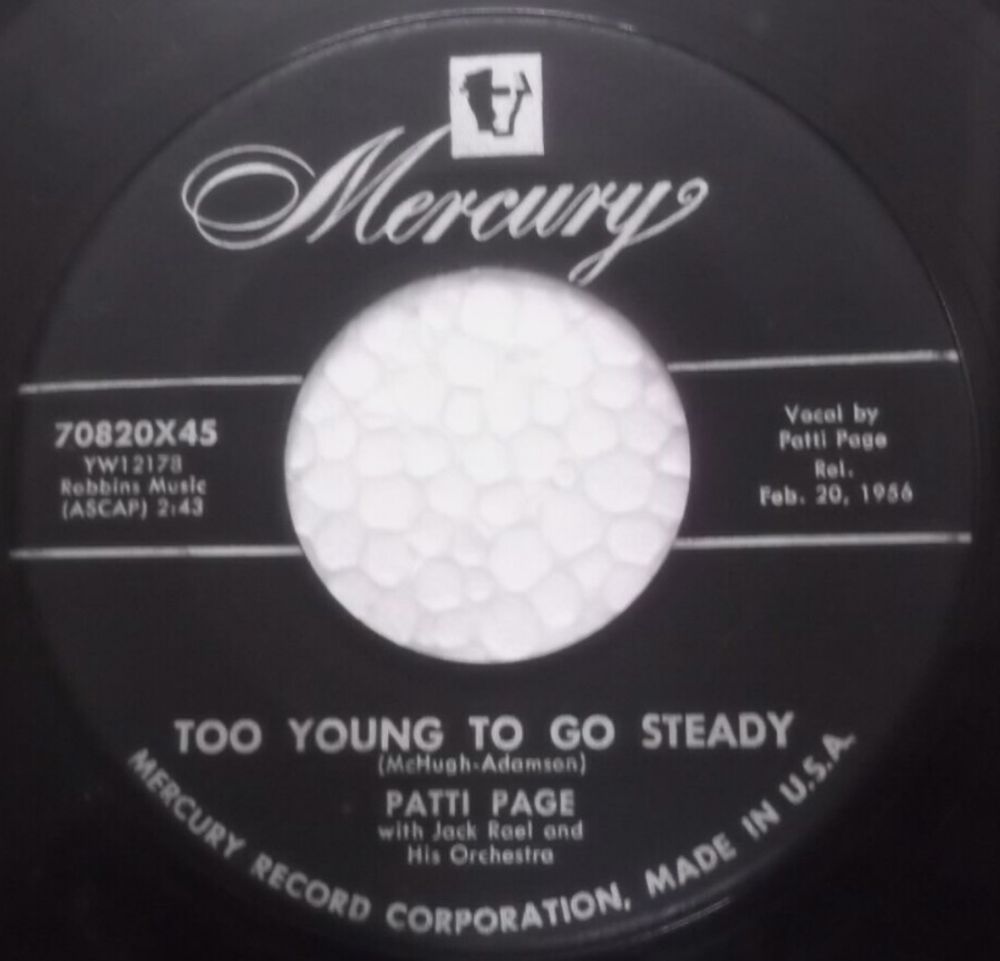 Mercury
70820X45
YW12178
Robbins Music
(ASCAP) 2:43
Vocal by
Patti Page
Rel.
Feb. 20, 1956
TOO YOUNG TO GO STEADY
(McHugh-Adamson)
PATTI PAGE
with Jack Rael and
His Orchestra
MERCURY RECORD CORPORATION, MADE IN U.S.A.